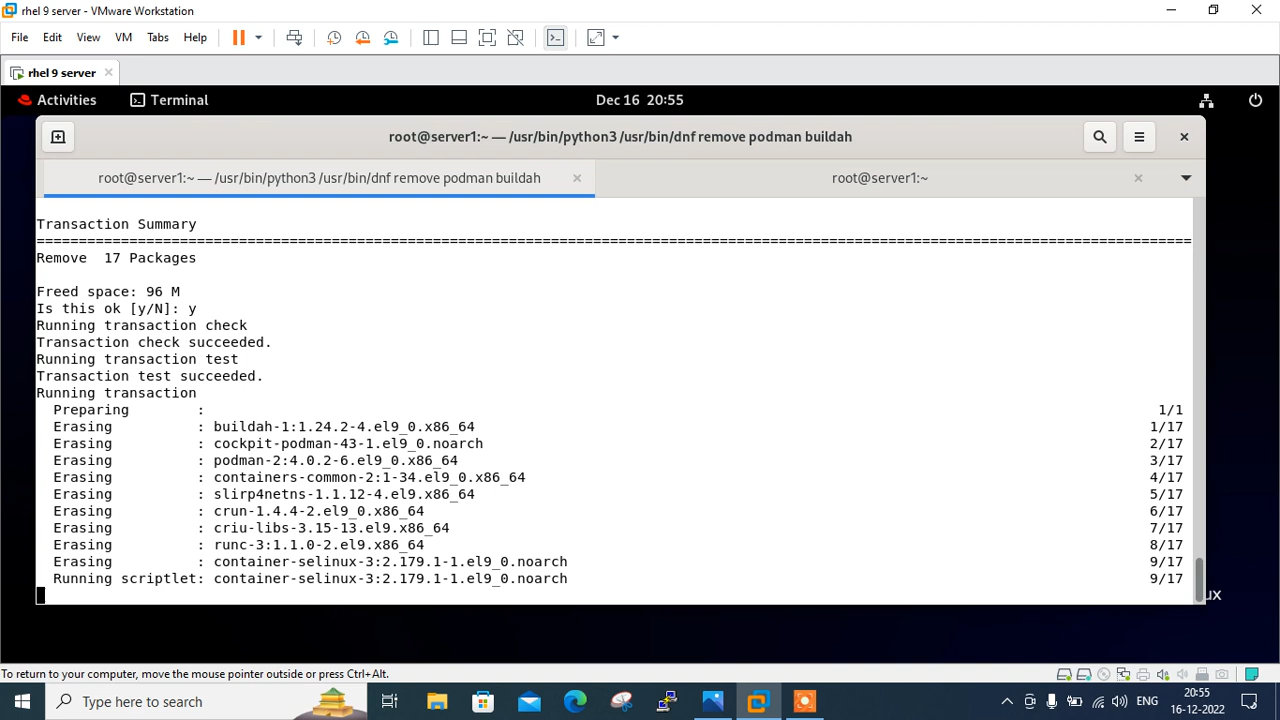 rhel 9 server - VMware Workstation
File Edit View VM Tabs Help
rhel 9 server
Activities Terminal Dec 16 20:55
root@server1:~ — /usr/bin/python3 /usr/bin/dnf remove podman buildah
root@server1:~ — /usr/bin/python3 /usr/bin/dnf remove podman buildah root@server1:~
Transaction Summary
================================================================================
Remove 17 Packages
Freed space: 96 M
Is this ok [y/N]: y
Running transaction check
Transaction check succeeded.
Running transaction test
Transaction test succeeded.
Running transaction
Preparing : 1/1
Erasing : buildah-1:1.24.2-4.el9_0.x86_64 1/17
Erasing : cockpit-podman-43-1.el9_0.noarch 2/17
Erasing : podman-2:4.0.2-6.el9_0.x86_64 3/17
Erasing : containers-common-2:1-34.el9_0.x86_64 4/17
Erasing : slirp4netns-1.1.12-4.el9.x86_64 5/17
Erasing : crun-1.4.4-2.el9_0.x86_64 6/17
Erasing : criu-libs-3.15-13.el9.x86_64 7/17
Erasing : runc-3:1.1.0-2.el9.x86_64 8/17
Erasing : container-selinux-3:2.179.1-1.el9_0.noarch 9/17
Running scriptlet: container-selinux-3:2.179.1-1.el9_0.noarch 9/17
ux
To return to your computer, move the mouse pointer outside or press Ctrl+Alt.
Type here to search
ENG
20:55
16-12-2022